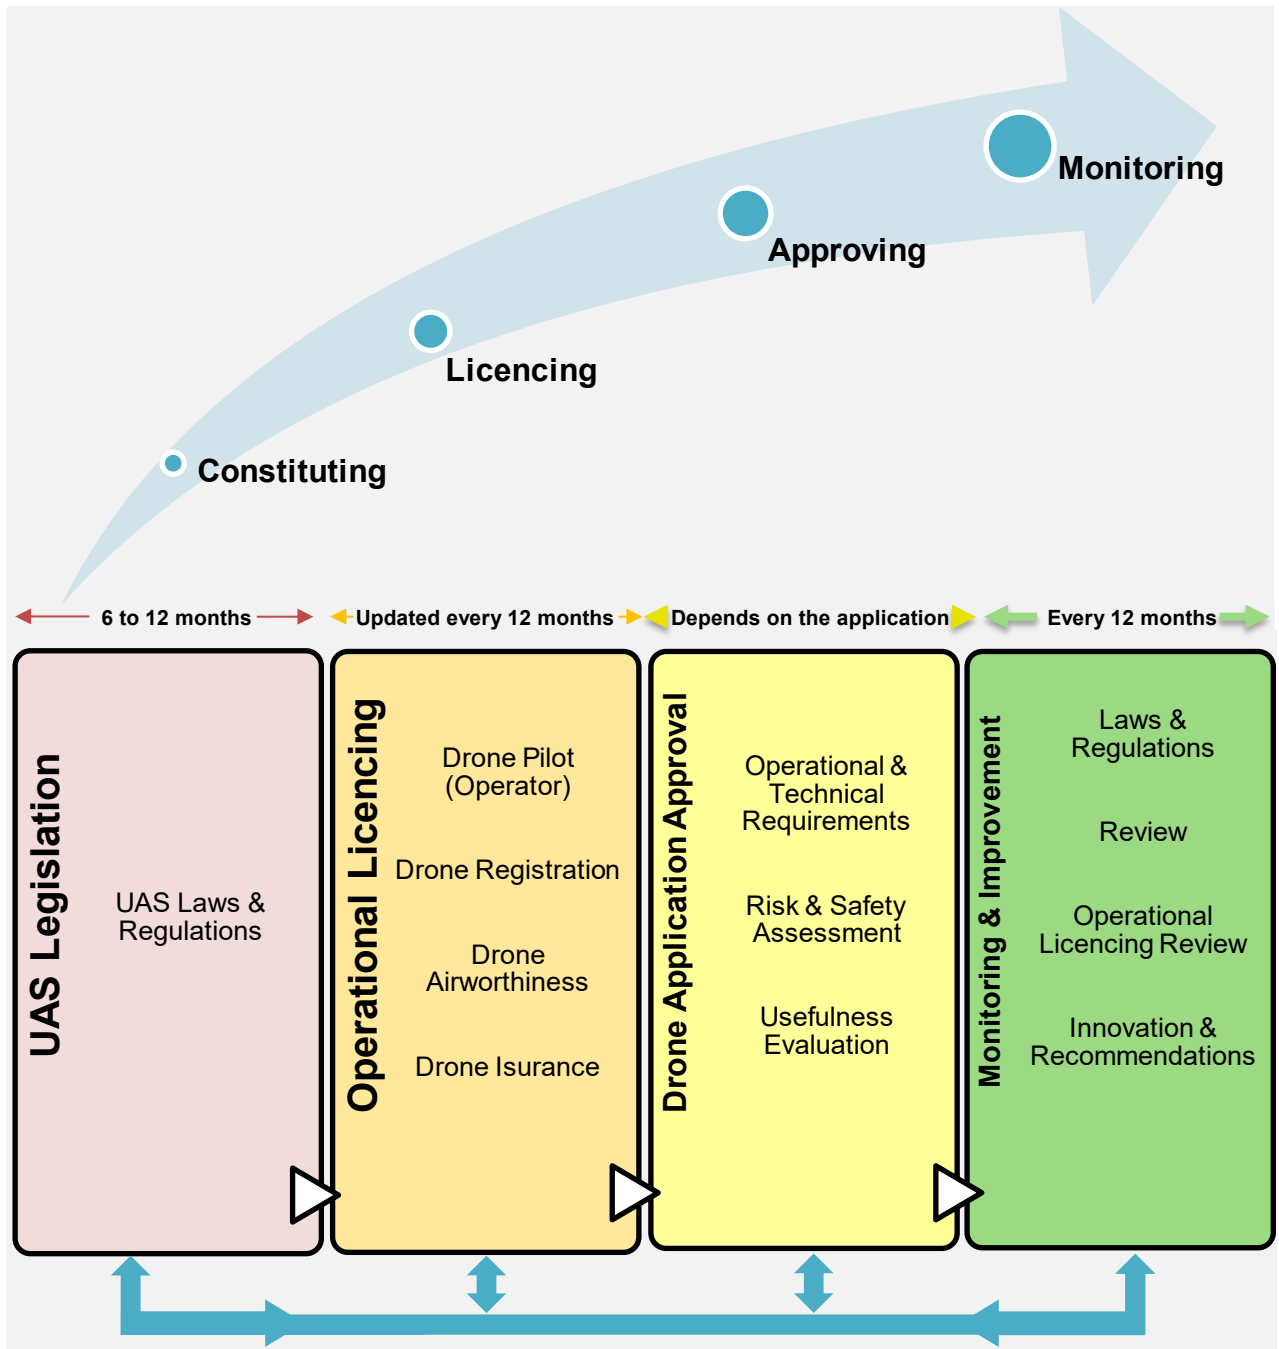 Monitoring
Approving
Licencing
Constituting
6 to 12 months
Updated every 12 months
Depends on the application
Every 12 months
UAS Legislation
UAS Laws &
Regulations
Operational Licencing
Drone Pilot
(Operator)
Drone Registration
Drone
Airworthiness
Drone Isurance
Drone Application Approval
Operational &
Technical
Requirements
Risk & Safety
Assessment
Usefulness
Evaluation
Monitoring & Improvement
Laws &
Regulations
Review
Operational
Licencing Review
Innovation &
Recommendations